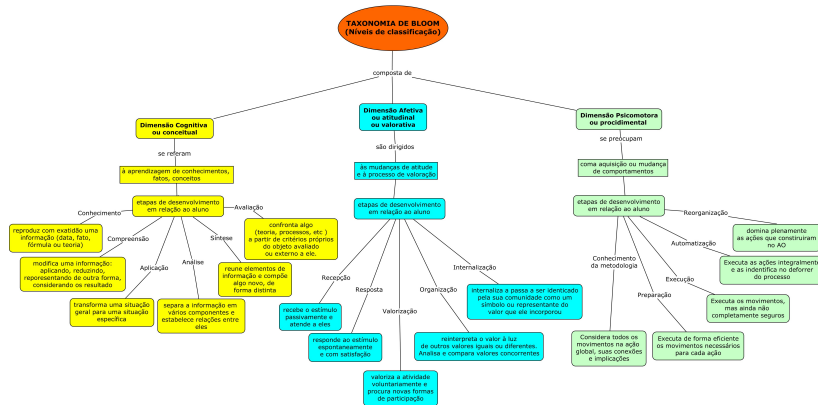 TAXONOMIA DE BLOOM
(Níveis de classificação)
composta de
Dimensão Cognitiva
ou conceitual
se referam
á aprendizagem de conhecimentos,
fatos, conceitos
etapas de desenvolvimento
em relação ao aluno
Conhecimento
reproduz com exatidão uma
informação (data, fato,
fórmula ou teoria)
Compreensão
modifica uma informação:
aplicando, reduzindo,
reporesentando de outra forma,
considerando os resultado
Aplicação
transforma uma situação
geral para uma situação
específica
Analise
separa a informação em
vários componentes e
estabelece relações entre
eles
Sintese
reune elementos de
informação e compõe
algo novo, de
forma distinta
Avaliação
confronta algo
(teoria, processos, etc )
a partir de critérios próprios
do objeto avaliado
ou externo a ele.
Dimensão Afetiva
ou atitudinal
ou valorativa
são dirigidos
ás mudanças de atitude
e à processo de valoração
etapas de desenvolvimento
em relação ao aluno
Recepção
recebe o estímulo
passivamente e
atende a eles
Resposta
responde ao estímulo
espontaneamente
e com satisfação
Valorização
valoriza a atividade
voluntariamente e
procura novas formas
de participação
Organização
reinterpreta o valor à luz
de outros valores iguais ou diferentes.
Analisa e compara valores concorrentes
Internalização
internaliza a passa a ser identicado
pela sua comunidade como um
símbolo ou representante do
valor que ele incorporou
Dimensão Psicomotora
ou procidimental
se preocupam
coma aquisição ou mudança
de comportamentos
etapas de desenvolvimento
em relação ao aluno
Conhecimento
da metodologia
Considera todos os
movimentos na ação
global, suas conexões
e implicações
Preparação
Executa de forma eficiente
os movimentos necessários
para cada ação
Execução
Executa os movimentos,
mas ainda não
completamente seguros
Automatização
Executa as ações integralmente
e as indentifica no deferrer
do processo
Reorganização
domina plenamente
as ações que construiram
no AO